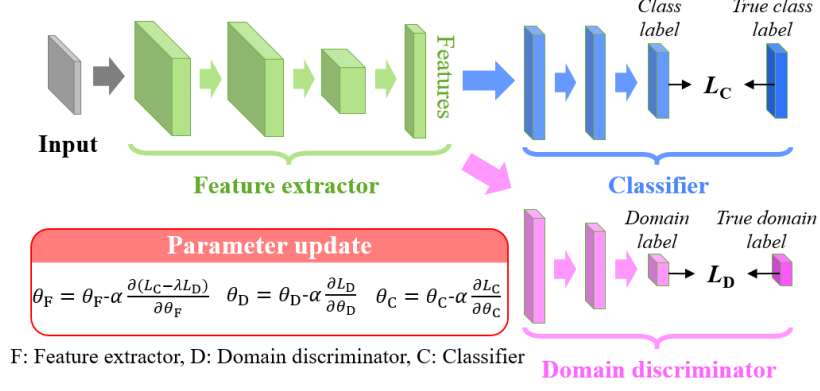 Class
label
True class
label
Features
L_C
Input
Feature extractor
Classifier
Domain
label
True domain
label
L_D
Parameter update
θ_F = θ_F-α ∂(L_C−λL_D)/∂θ_F
θ_D = θ_D-α ∂L_D/∂θ_D
θ_C = θ_C-α ∂L_C/∂θ_C
F: Feature extractor, D: Domain discriminator, C: Classifier
Domain discriminator